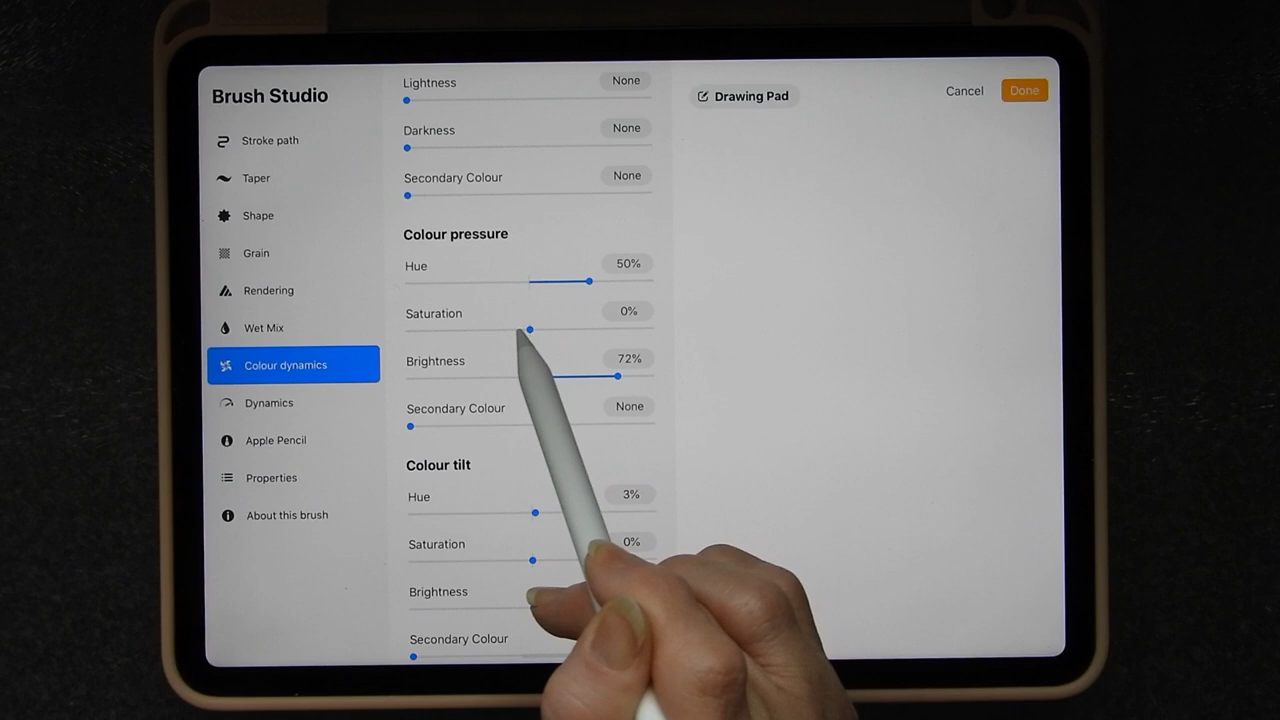 Brush Studio
Stroke path
Taper
Shape
Grain
Rendering
Wet Mix
Colour dynamics
Dynamics
Apple Pencil
Properties
About this brush
Lightness None
Darkness None
Secondary Colour None
Colour pressure
Hue 50%
Saturation 0%
Brightness 72%
Secondary Colour None
Colour tilt
Hue 3%
Saturation 0%
Brightness
Secondary Colour
Drawing Pad
Cancel Done